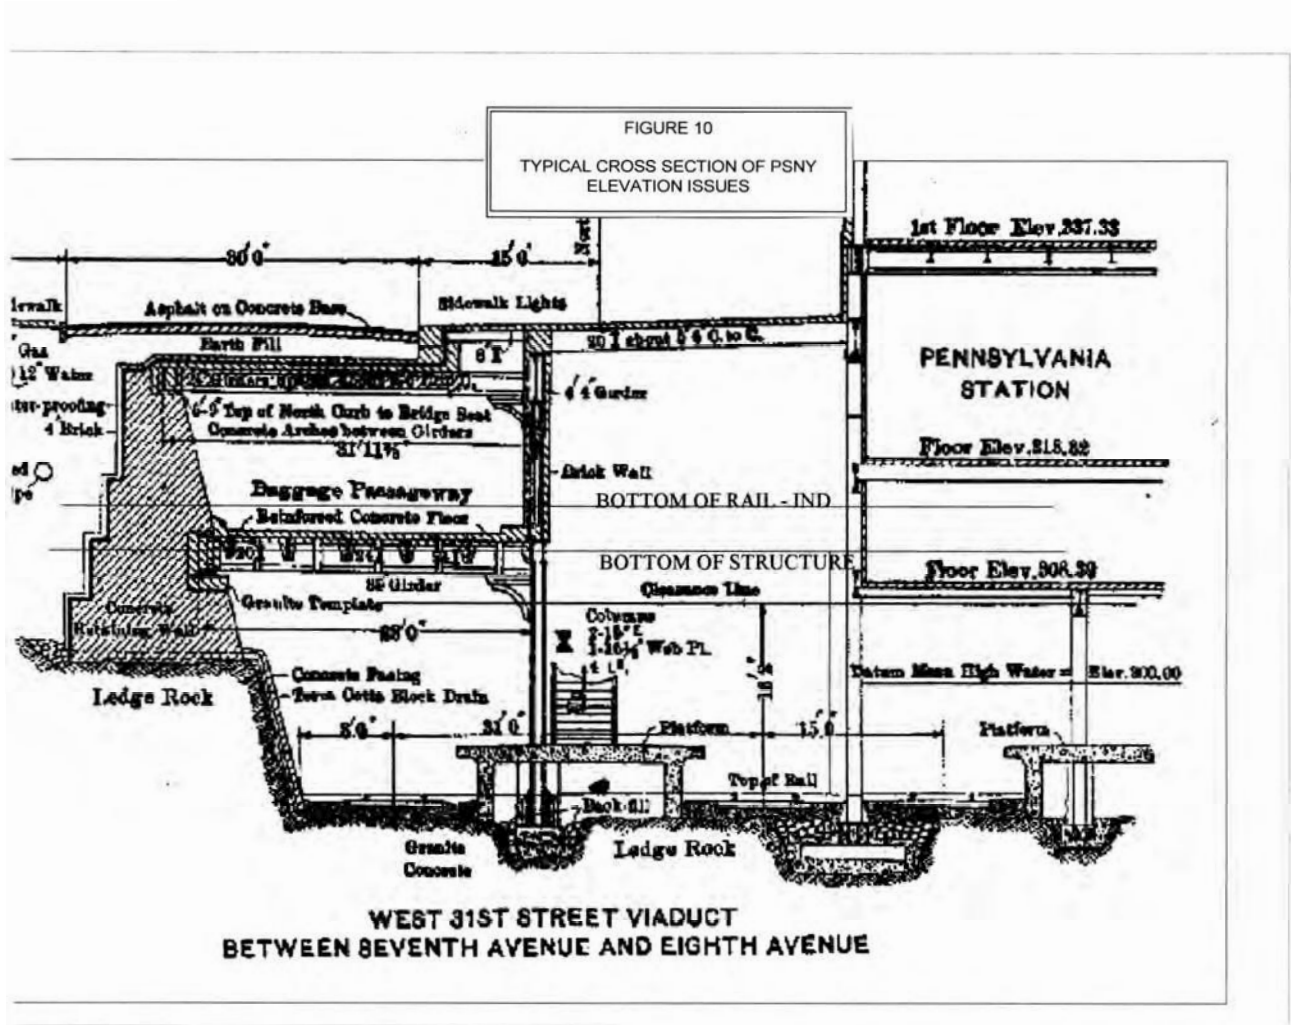 FIGURE 10
TYPICAL CROSS SECTION OF PSNY
ELEVATION ISSUES
1st Floor Elev. 337.33
30'0"
15'0"
Sidewalk Lights
Asphalt on Concrete Base
Earth Fill
Gas
12" Water
4" Brick
6'-9" Top of North Curb to Bridge Seat
Concrete Arches between Girders
31' 11½"
4'4" Girder
PENNSYLVANIA
STATION
Floor Elev. 318.82
Brick Wall
Baggage Passageway
BOTTOM OF RAIL - IND
Reinforced Concrete Floor
BOTTOM OF STRUCTURE
Floor Elev. 308.39
Girder
Clearance Line
Granite Template
Concrete
Retaining Wall
Columns
Web Pl.
Concrete Facing
Terra Cotta Block Drain
Ledge Rock
Datum Mean High Water = Elev. 300.00
31'0"
15'0"
Platform
Platform
Top of Rail
Back-fill
Granite
Concrete
Ledge Rock
WEST 31ST STREET VIADUCT
BETWEEN SEVENTH AVENUE AND EIGHTH AVENUE